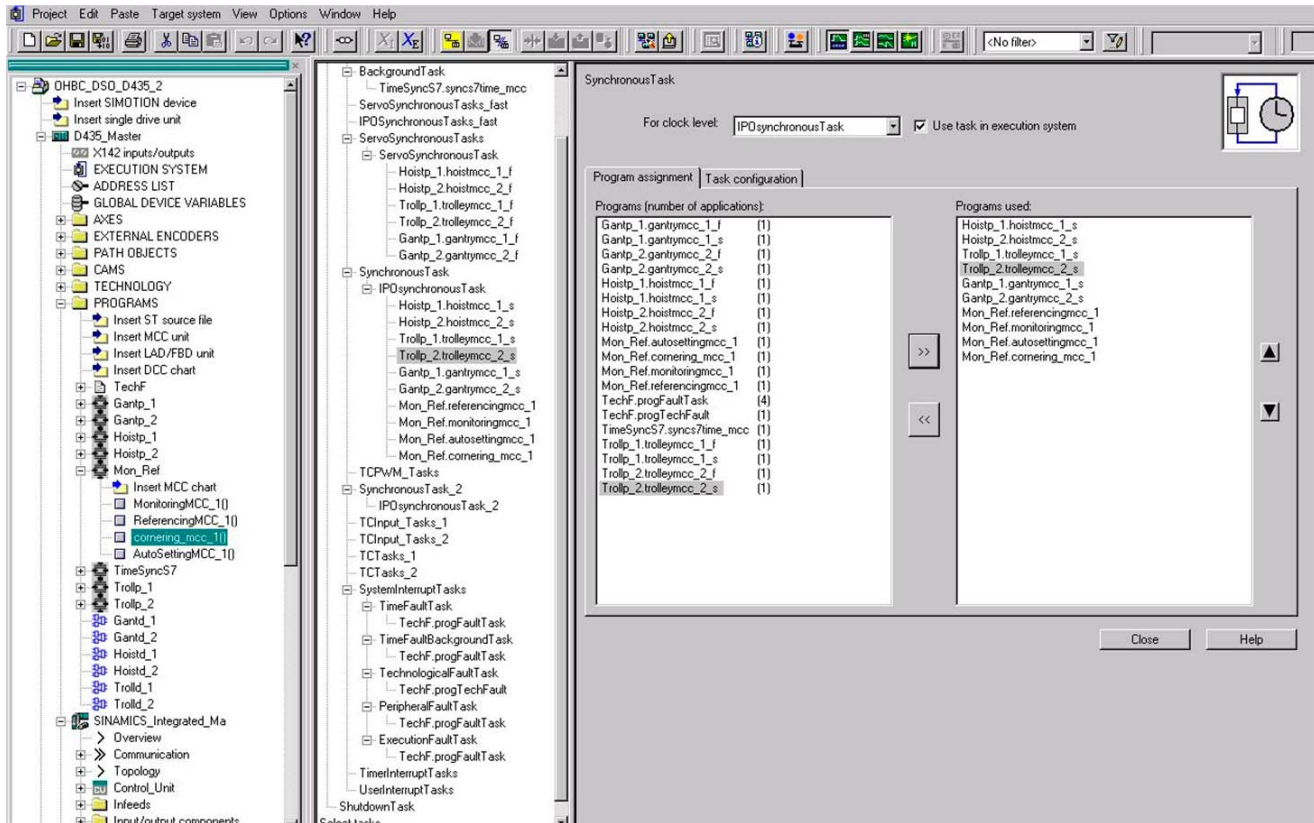 Project Edit Paste Target system View Options Window Help
<No filter>
OHBC_DSO_D435_2
Insert SIMOTION device
Insert single drive unit
D435_Master
X142 inputs/outputs
EXECUTION SYSTEM
ADDRESS LIST
GLOBAL DEVICE VARIABLES
AXES
EXTERNAL ENCODERS
PATH OBJECTS
CAMS
TECHNOLOGY
PROGRAMS
Insert ST source file
Insert MCC unit
Insert LAD/FBD unit
Insert DCC chart
TechF
Gantp_1
Gantp_2
Hoistp_1
Hoistp_2
Mon_Ref
Insert MCC chart
MonitoringMCC_1()
ReferencingMCC_1()
cornering_mcc_1()
AutoSettingMCC_1()
TimeSyncS7
Trollp_1
Trollp_2
Gantd_1
Gantd_2
Hoistd_1
Hoistd_2
Trolld_1
Trolld_2
SINAMICS_Integrated_Ma
Overview
Communication
Topology
Control_Unit
Infeeds
Input/output components
BackgroundTask
TimeSyncS7.syncs7time_mcc
ServoSynchronousTasks_fast
IPOSynchronousTasks_fast
ServoSynchronousTasks
ServoSynchronousTask
Hoistp_1.hoistmcc_1_f
Hoistp_2.hoistmcc_2_f
Trollp_1.trolleymcc_1_f
Trollp_2.trolleymcc_2_f
Gantp_1.gantrymcc_1_f
Gantp_2.gantrymcc_2_f
SynchronousTask
IPOsynchronousTask
Hoistp_1.hoistmcc_1_s
Hoistp_2.hoistmcc_2_s
Trollp_1.trolleymcc_1_s
Trollp_2.trolleymcc_2_s
Gantp_1.gantrymcc_1_s
Gantp_2.gantrymcc_2_s
Mon_Ref.referencingmcc_1
Mon_Ref.monitoringmcc_1
Mon_Ref.autosettingmcc_1
Mon_Ref.cornering_mcc_1
TCPWM_Tasks
SynchronousTask_2
IPOsynchronousTask_2
TCInput_Tasks_1
TCInput_Tasks_2
TCTasks_1
TCTasks_2
SystemInterruptTasks
TimeFaultTask
TechF.progFaultTask
TimeFaultBackgroundTask
TechF.progFaultTask
TechnologicalFaultTask
TechF.progTechFault
PeripheralFaultTask
TechF.progFaultTask
ExecutionFaultTask
TechF.progFaultTask
TimerInterruptTasks
UserInterruptTasks
ShutdownTask
Select tasks
SynchronousTask
For clock level: IPOsynchronousTask Use task in execution system
Program assignment Task configuration
Programs (number of applications):
Gantp_1.gantrymcc_1_f (1)
Gantp_1.gantrymcc_1_s (1)
Gantp_2.gantrymcc_2_f (1)
Gantp_2.gantrymcc_2_s (1)
Hoistp_1.hoistmcc_1_f (1)
Hoistp_1.hoistmcc_1_s (1)
Hoistp_2.hoistmcc_2_f (1)
Hoistp_2.hoistmcc_2_s (1)
Mon_Ref.autosettingmcc_1 (1)
Mon_Ref.cornering_mcc_1 (1)
Mon_Ref.monitoringmcc_1 (1)
Mon_Ref.referencingmcc_1 (1)
TechF.progFaultTask (4)
TechF.progTechFault (1)
TimeSyncS7.syncs7time_mcc (1)
Trollp_1.trolleymcc_1_f (1)
Trollp_1.trolleymcc_1_s (1)
Trollp_2.trolleymcc_2_f (1)
Trollp_2.trolleymcc_2_s (1)
>>
<<
Programs used:
Hoistp_1.hoistmcc_1_s
Hoistp_2.hoistmcc_2_s
Trollp_1.trolleymcc_1_s
Trollp_2.trolleymcc_2_s
Gantp_1.gantrymcc_1_s
Gantp_2.gantrymcc_2_s
Mon_Ref.referencingmcc_1
Mon_Ref.monitoringmcc_1
Mon_Ref.autosettingmcc_1
Mon_Ref.cornering_mcc_1
Close Help